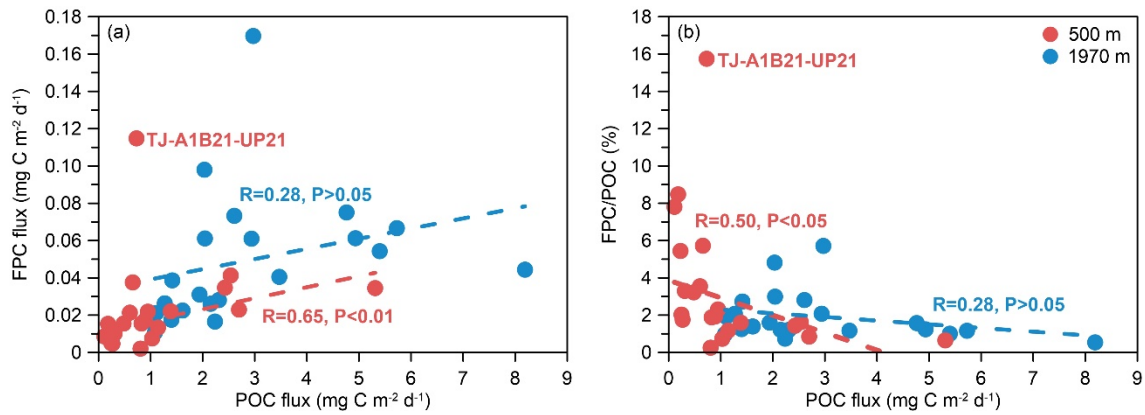 (a)
FPC flux (mg C m⁻² d⁻¹)
0.18
0.16
0.14
0.12
0.10
0.08
0.06
0.04
0.02
0
TJ-A1B21-UP21
R=0.28, P>0.05
R=0.65, P<0.01
0 1 2 3 4 5 6 7 8 9
POC flux (mg C m⁻² d⁻¹)
(b)
FPC/POC (%)
18
16
14
12
10
8
6
4
2
0
500 m
1970 m
TJ-A1B21-UP21
R=0.50, P<0.05
R=0.28, P>0.05
0 1 2 3 4 5 6 7 8 9
POC flux (mg C m⁻² d⁻¹)